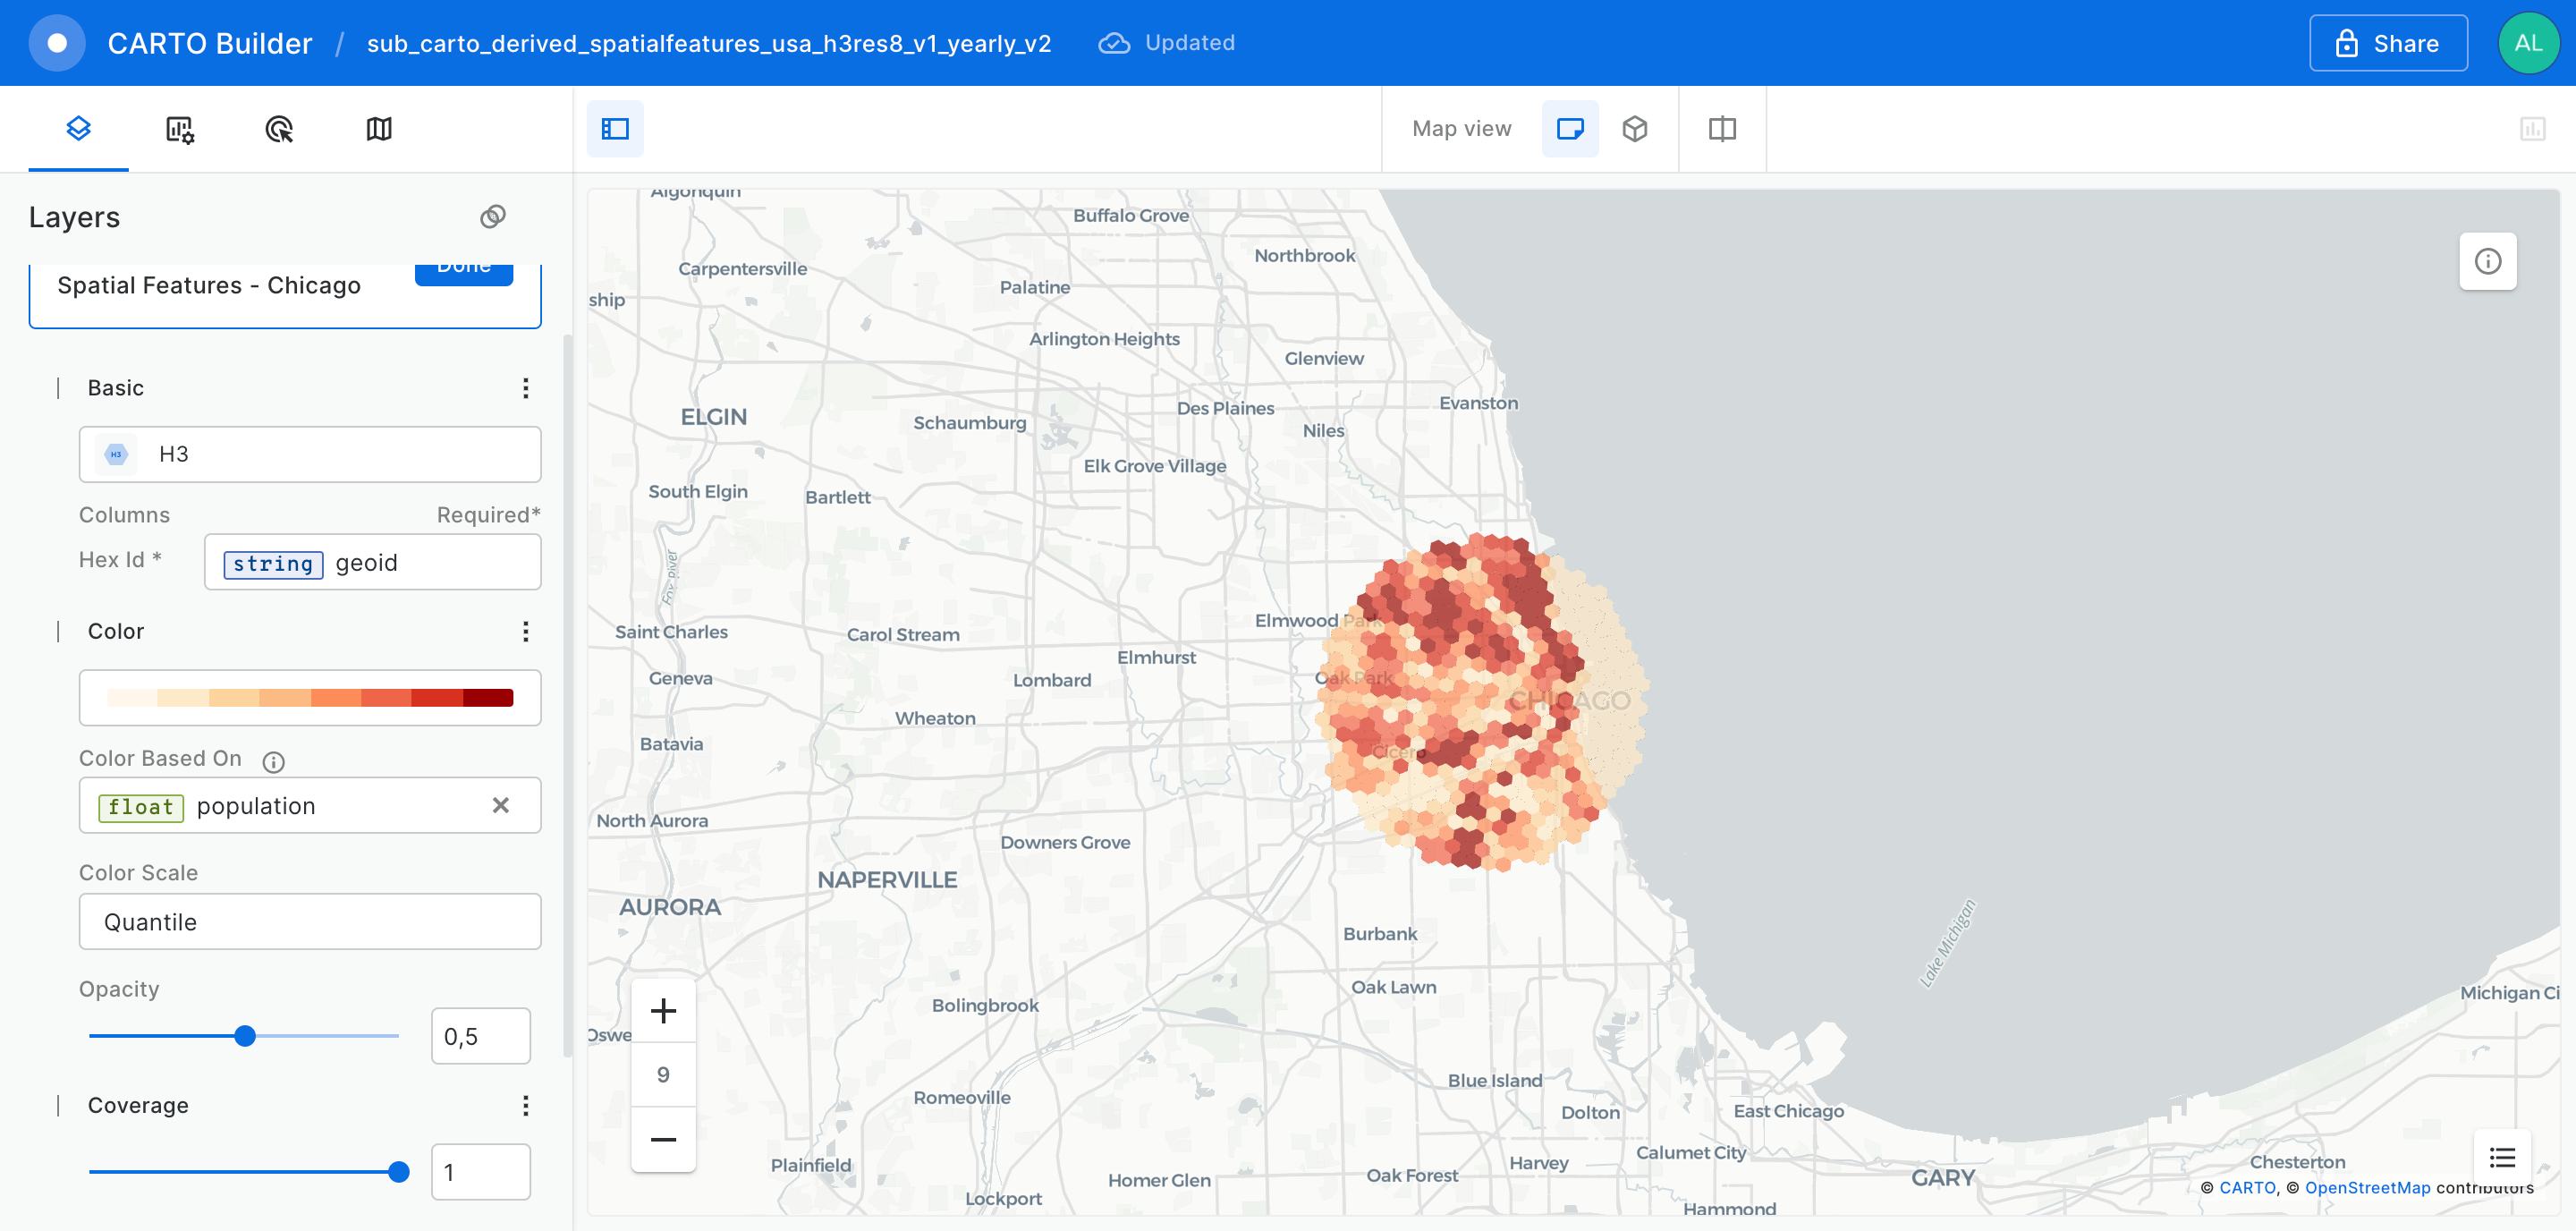 CARTO Builder / sub_carto_derived_spatialfeatures_usa_h3res8_v1_yearly_v2 Updated Share AL
Map view
Layers
Spatial Features - Chicago Done
Basic
H3 H3
Columns Required*
Hex Id * string geoid
Color
Color Based On
float population
Color Scale
Quantile
Opacity
0,5
Coverage
1
Algonquin
Buffalo Grove
Northbrook
Carpentersville
Palatine
ship
Arlington Heights
Glenview
Des Plaines
Evanston
ELGIN
Schaumburg
Niles
Elk Grove Village
South Elgin
Bartlett
Fox River
Elmwood Park
Saint Charles
Carol Stream
Elmhurst
Geneva
Lombard
Oak Park
CHICAGO
Wheaton
Batavia
Cicero
North Aurora
Downers Grove
NAPERVILLE
AURORA
Burbank
Lake Michigan
Oak Lawn
Michigan Ci
Bolingbrook
Oswe
9
Blue Island
Romeoville
Dolton
East Chicago
Calumet City
Plainfield
Harvey
Chesterton
Oak Forest
Homer Glen
GARY
Lockport
Hammond
© CARTO, © OpenStreetMap contributors